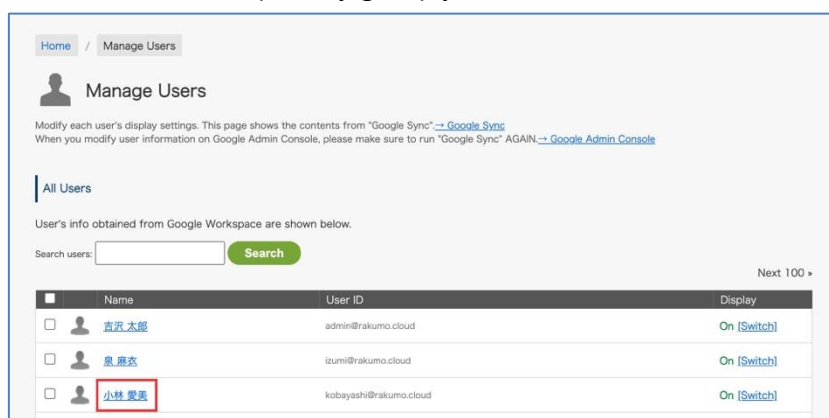 Home / Manage Users
Manage Users
Modify each user's display settings. This page shows the contents from "Google Sync".→ Google Sync
When you modify user information on Google Admin Console, please make sure to run "Google Sync" AGAIN.→ Google Admin Console
All Users
User's info obtained from Google Workspace are shown below.
Search users: Search
Next 100 »
Name User ID Display
吉沢 太郎 admin@rakumo.cloud On [Switch]
泉 麻衣 izumi@rakumo.cloud On [Switch]
小林 愛美 kobayashi@rakumo.cloud On [Switch]